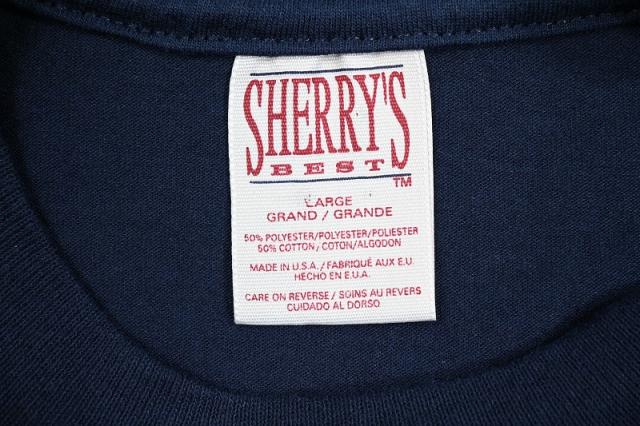 SHERRY'S
BEST
TM
LARGE
GRAND / GRANDE
50% POLYESTER/POLYESTER/POLIESTER
50% COTTON/COTON/ALGODON
MADE IN U.S.A./FABRIQUÉ AUX E.U.
HECHO EN E.U.A.
CARE ON REVERSE / SOINS AU REVERS
CUIDADO AL DORSO